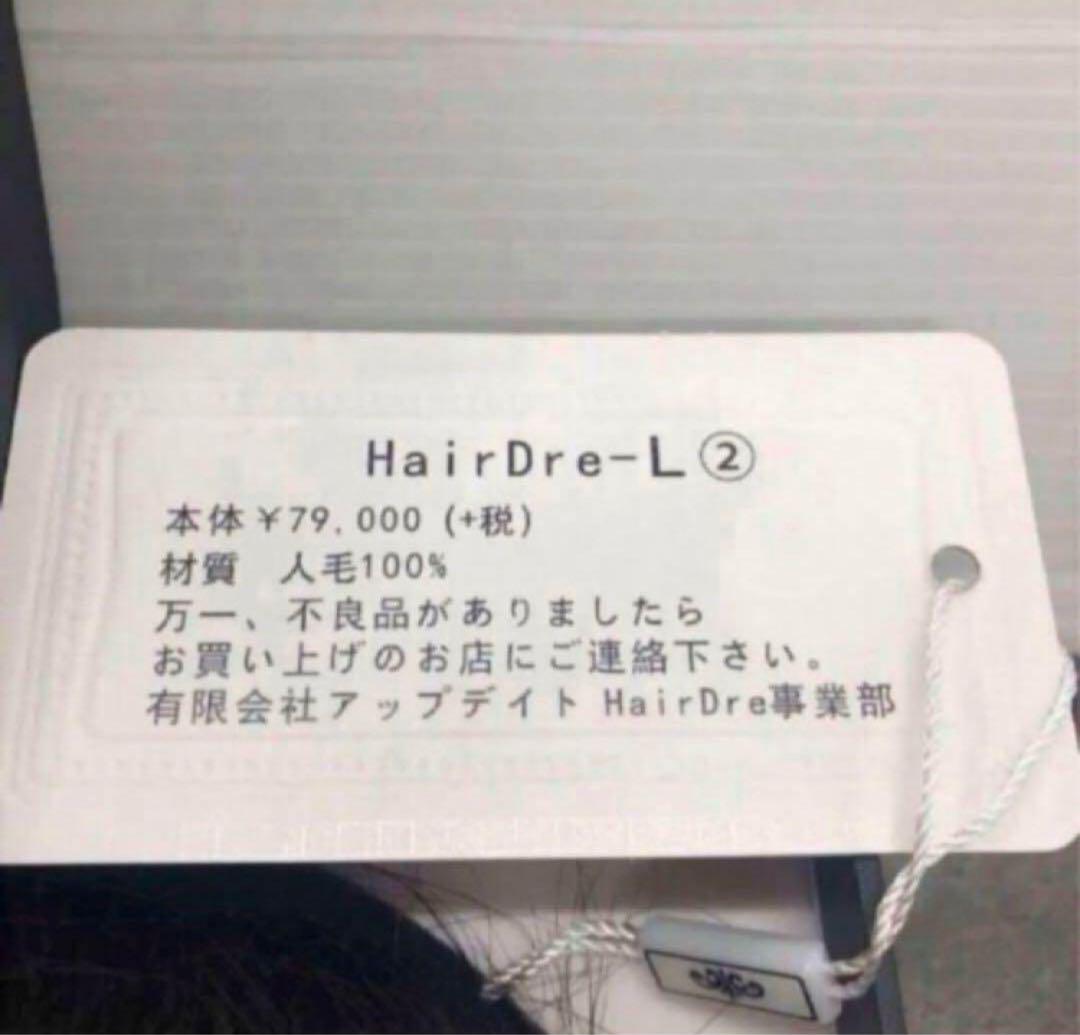 HairDre-L②
本体￥79,000 (+税)
材質　人毛100%
万一、不良品がありましたら
お買い上げのお店にご連絡下さい。
有限会社アップデイト HairDre事業部